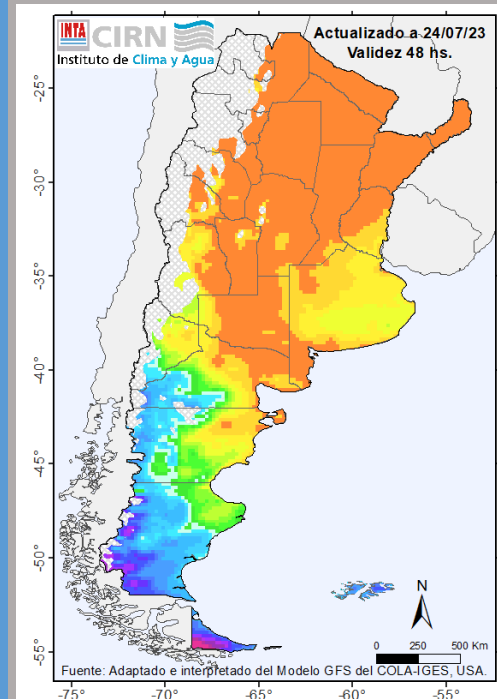 INTA CIRN
Instituto de Clima y Agua
Actualizado a 24/07/23
Validez 48 hs.
-25°
-30°
-35°
-40°
-45°
-50°
-55°
N
0 250 500 Km
Fuente: Adaptado e interpretado del Modelo GFS del COLA-IGES, USA.
-75° -70° -65° -60° -55°